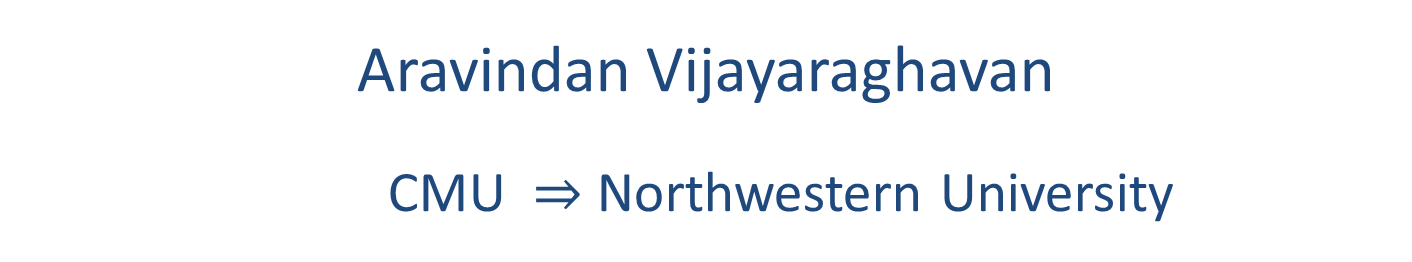 Aravindan Vijayaraghavan
CMU ⇒ Northwestern University